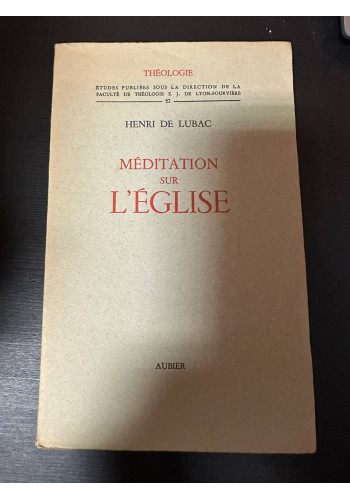 THÉOLOGIE
ÉTUDES PUBLIÉES SOUS LA DIRECTION DE LA
FACULTÉ DE THÉOLOGIE S. J. DE LYON-FOURVIÈRE
27
HENRI DE LUBAC
MÉDITATION
SUR
L'ÉGLISE
AUBIER